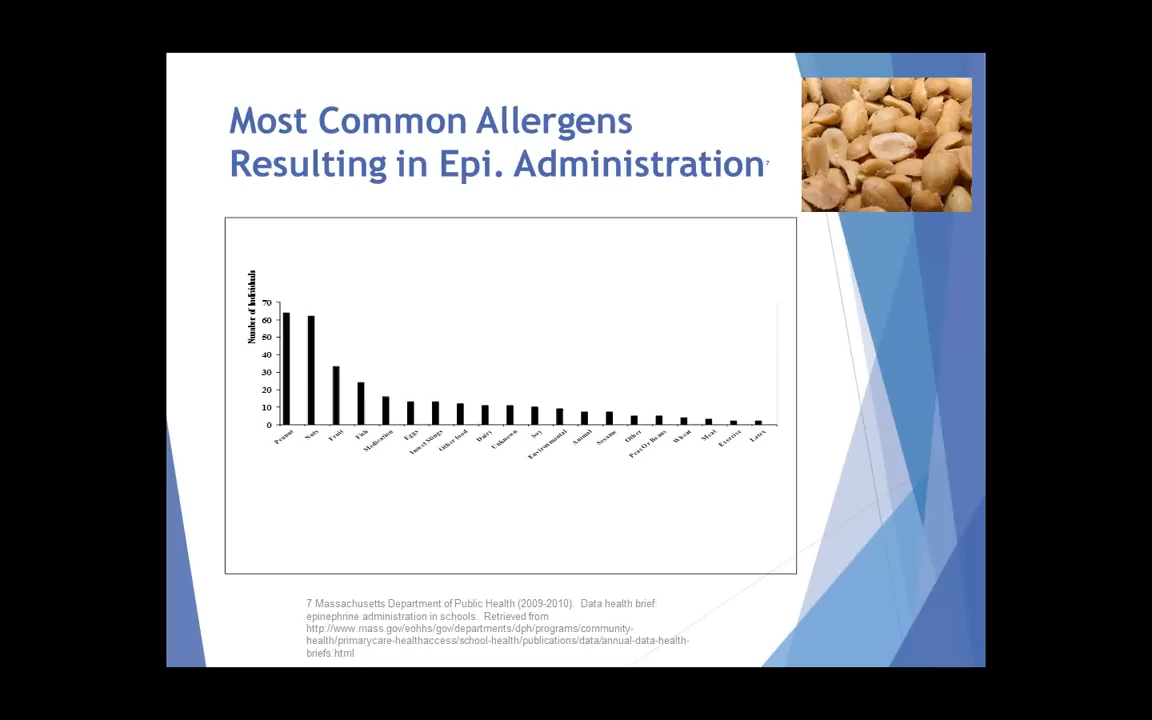 Most Common Allergens
Resulting in Epi. Administration7
Number of Individuals
70
60
50
40
30
20
10
0
Peanut
Nuts
Fruit
Fish
Medication
Eggs
Insect Stings
Other food
Dairy
Unknown
Soy
Environmental
Animal
Sesame
Other
Peas Or Beans
Wheat
Meat
Exercise
Latex
7 Massachusetts Department of Public Health (2009-2010). Data health brief:
epinephrine administration in schools. Retrieved from
http://www.mass.gov/eohhs/gov/departments/dph/programs/community-
health/primarycare-healthaccess/school-health/publications/data/annual-data-health-
briefs.html